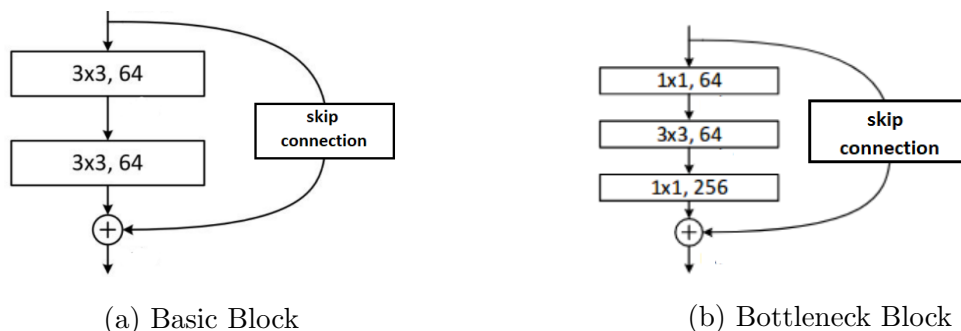 3x3, 64
skip
connection
3x3, 64
+
(a) Basic Block
1x1, 64
3x3, 64
skip
connection
1x1, 256
+
(b) Bottleneck Block